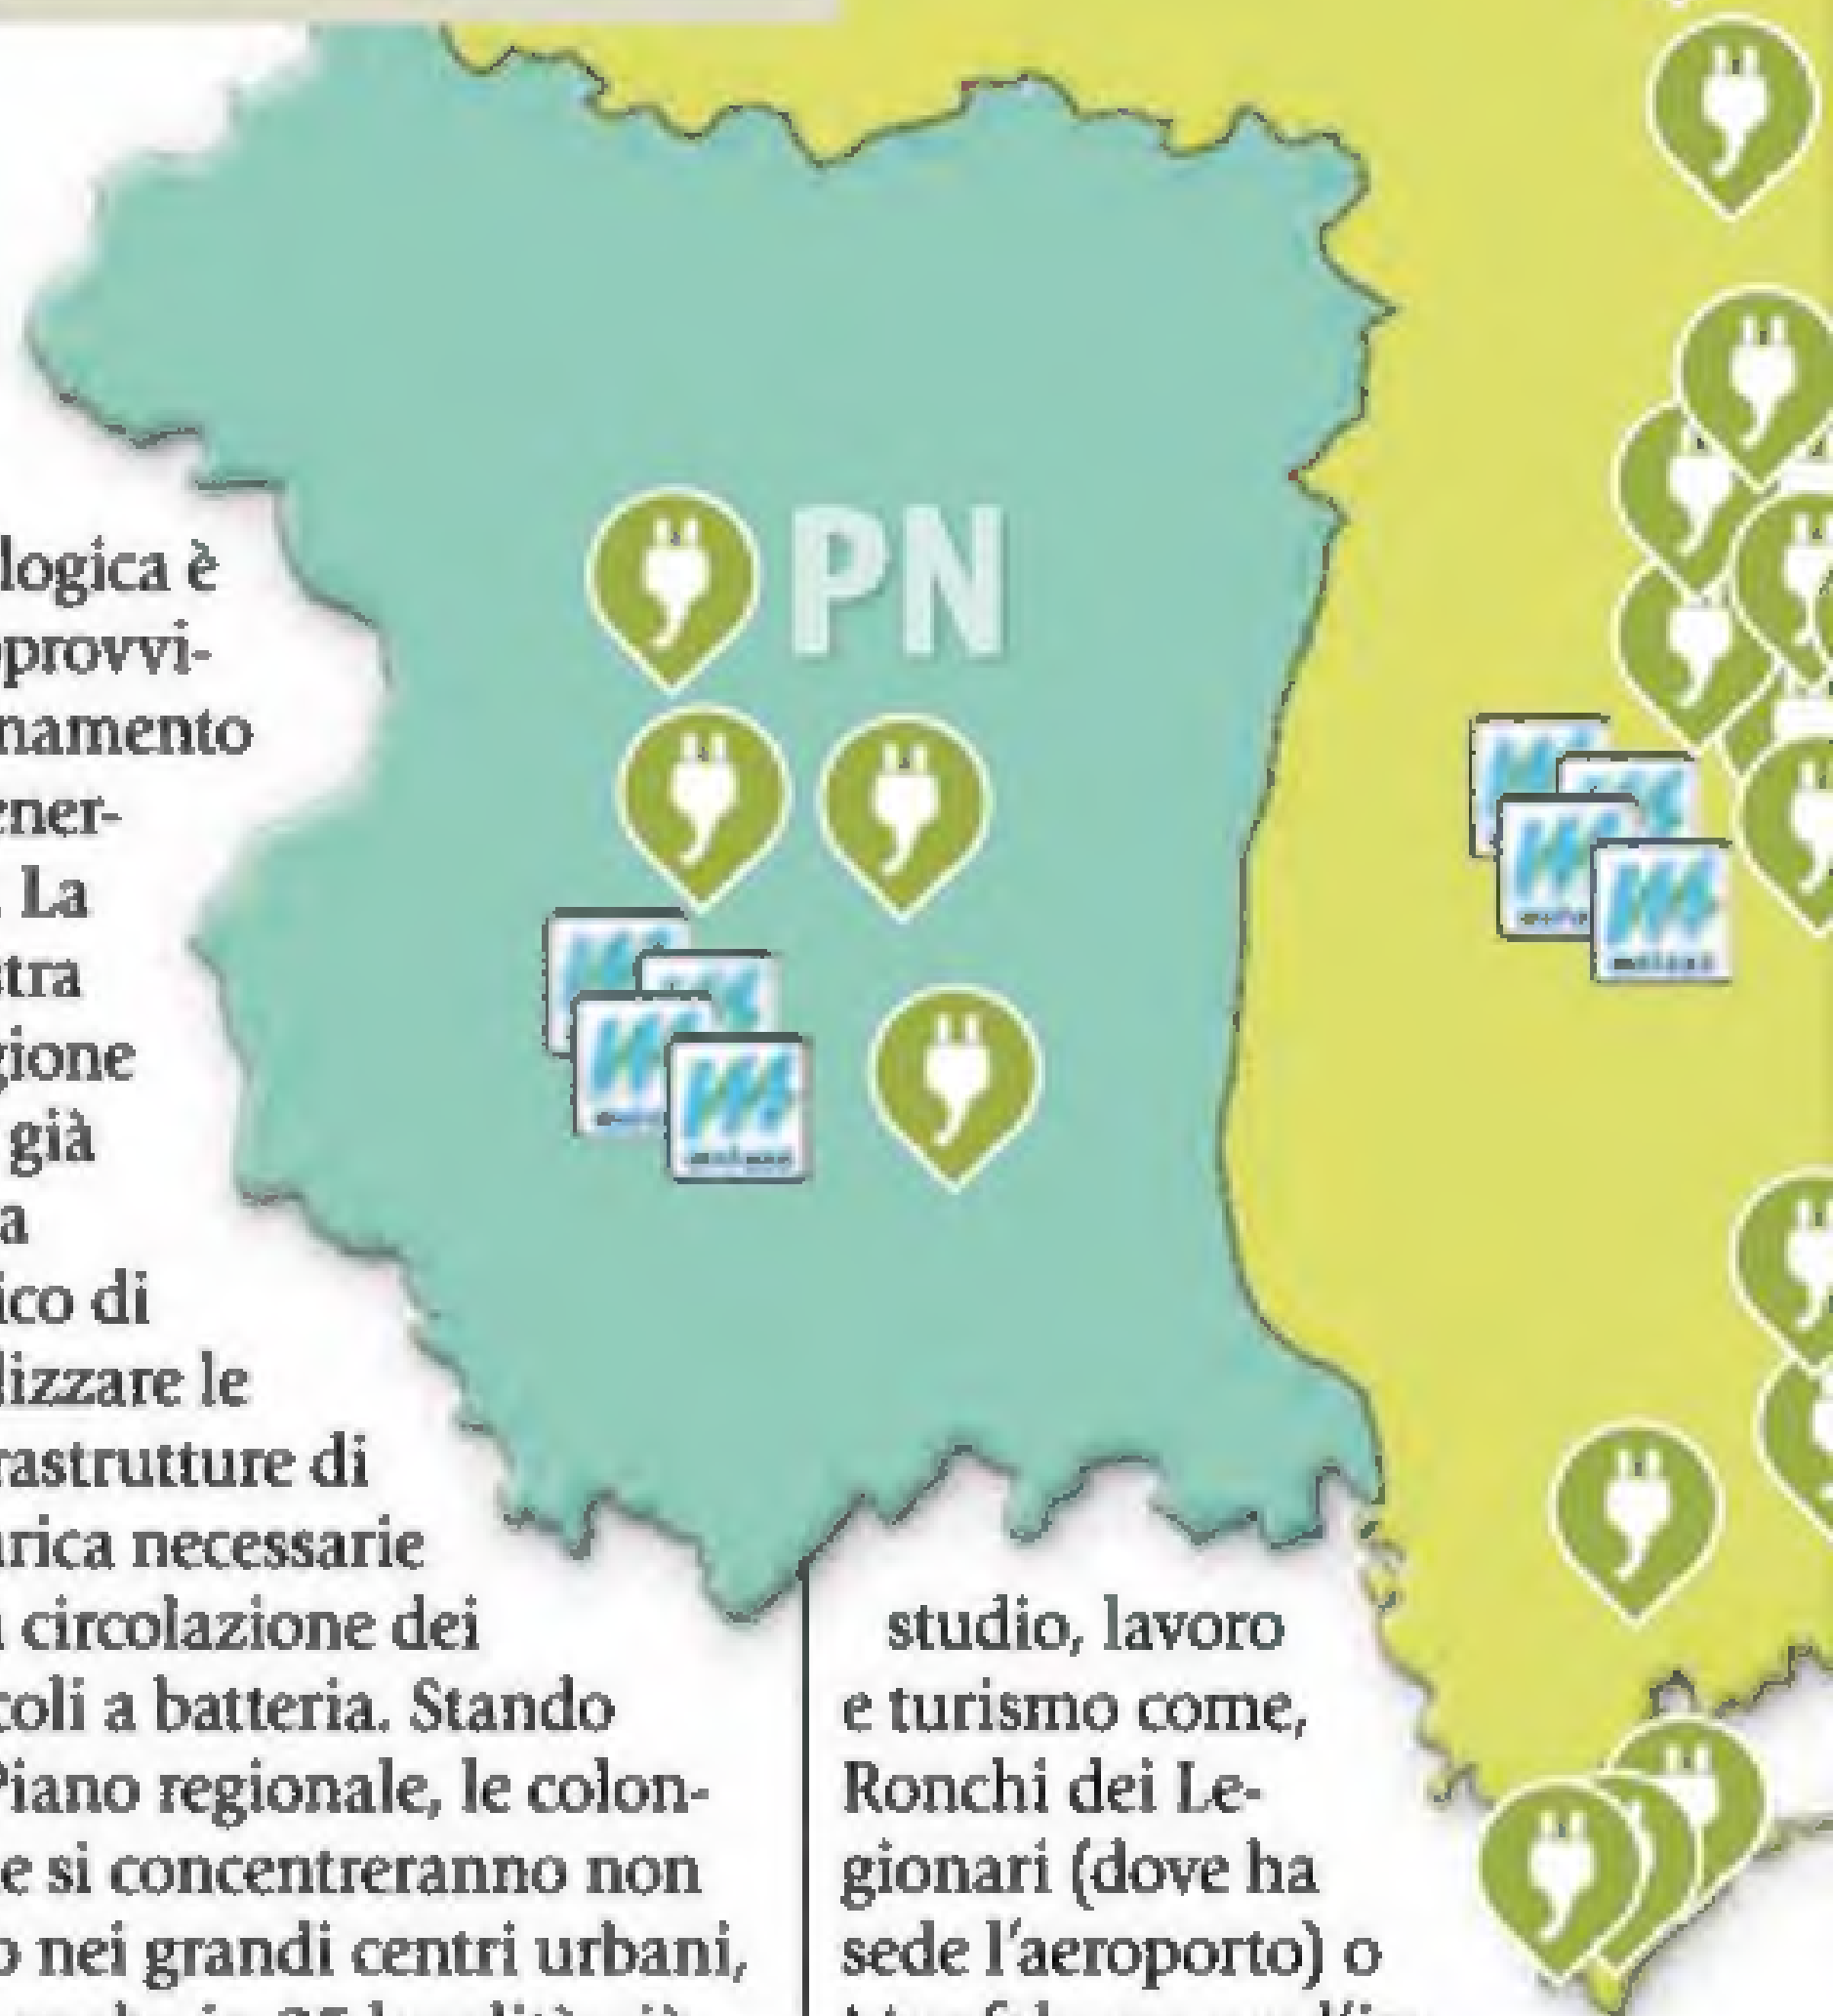 PN
logica è
provvi-
namento
ener-
La
stra
gione
già
a
ico di
lizzare le
rastrutture di
arica necessarie
circolazione dei
coli a batteria. Stando
Piano regionale, le colon-
e si concentreranno non
o nei grandi centri urbani,
studio, lavoro
e turismo come,
Ronchi dei Le-
gionari (dove ha
sede l'aeroporto) o